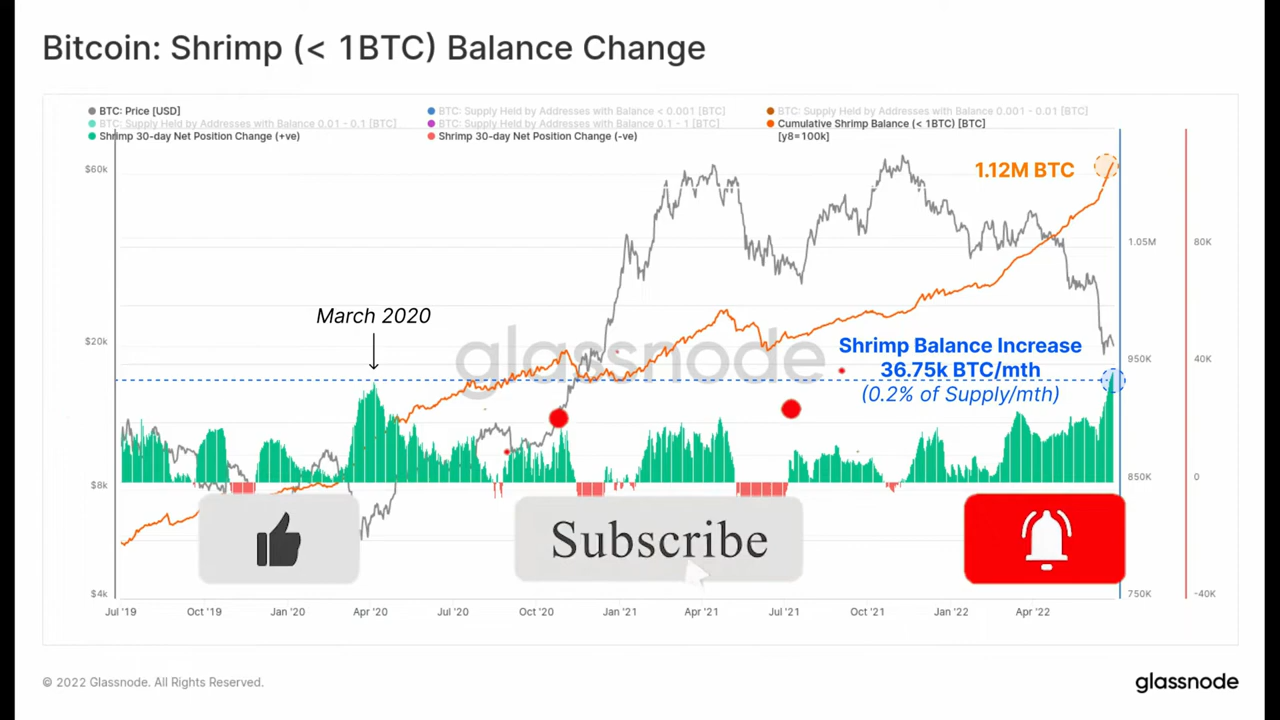 Bitcoin: Shrimp (< 1BTC) Balance Change
BTC: Price [USD]
BTC: Supply Held by Addresses with Balance < 0.001 [BTC]
BTC: Supply Held by Addresses with Balance 0.001 - 0.01 [BTC]
BTC: Supply Held by Addresses with Balance 0.01 - 0.1 [BTC]
BTC: Supply Held by Addresses with Balance 0.1 - 1 [BTC]
Cumulative Shrimp Balance (< 1BTC) [BTC]
Shrimp 30-day Net Position Change (+ve)
Shrimp 30-day Net Position Change (-ve)
[y8=100k]
$60k
1.12M BTC
1.05M
80K
March 2020
$20k
glassnode
Shrimp Balance Increase
36.75k BTC/mth
(0.2% of Supply/mth)
950K
40K
$8k
850K
0
Subscribe
$4k
750K
-40K
Jul '19
Oct '19
Jan '20
Apr '20
Jul '20
Oct '20
Jan '21
Apr '21
Jul '21
Oct '21
Jan '22
Apr '22
© 2022 Glassnode. All Rights Reserved.
glassnode